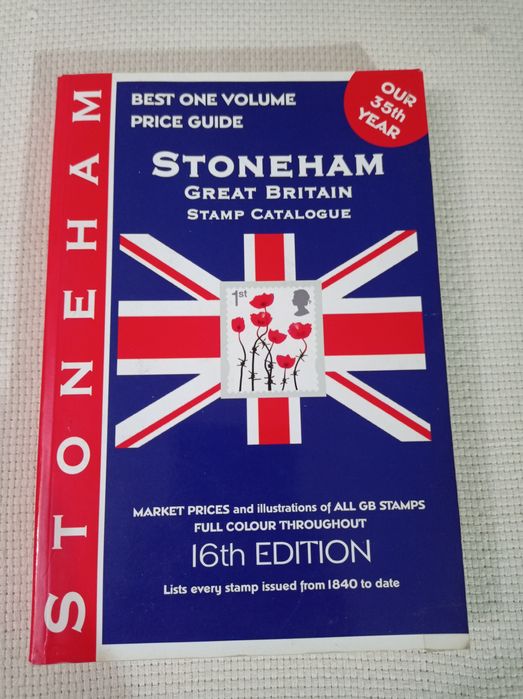 STONEHAM
BEST ONE VOLUME
PRICE GUIDE
OUR
35th
YEAR
STONEHAM
GREAT BRITAIN
STAMP CATALOGUE
1st
MARKET PRICES and illustrations of ALL GB STAMPS
FULL COLOUR THROUGHOUT
16th EDITION
Lists every stamp issued from 1840 to date